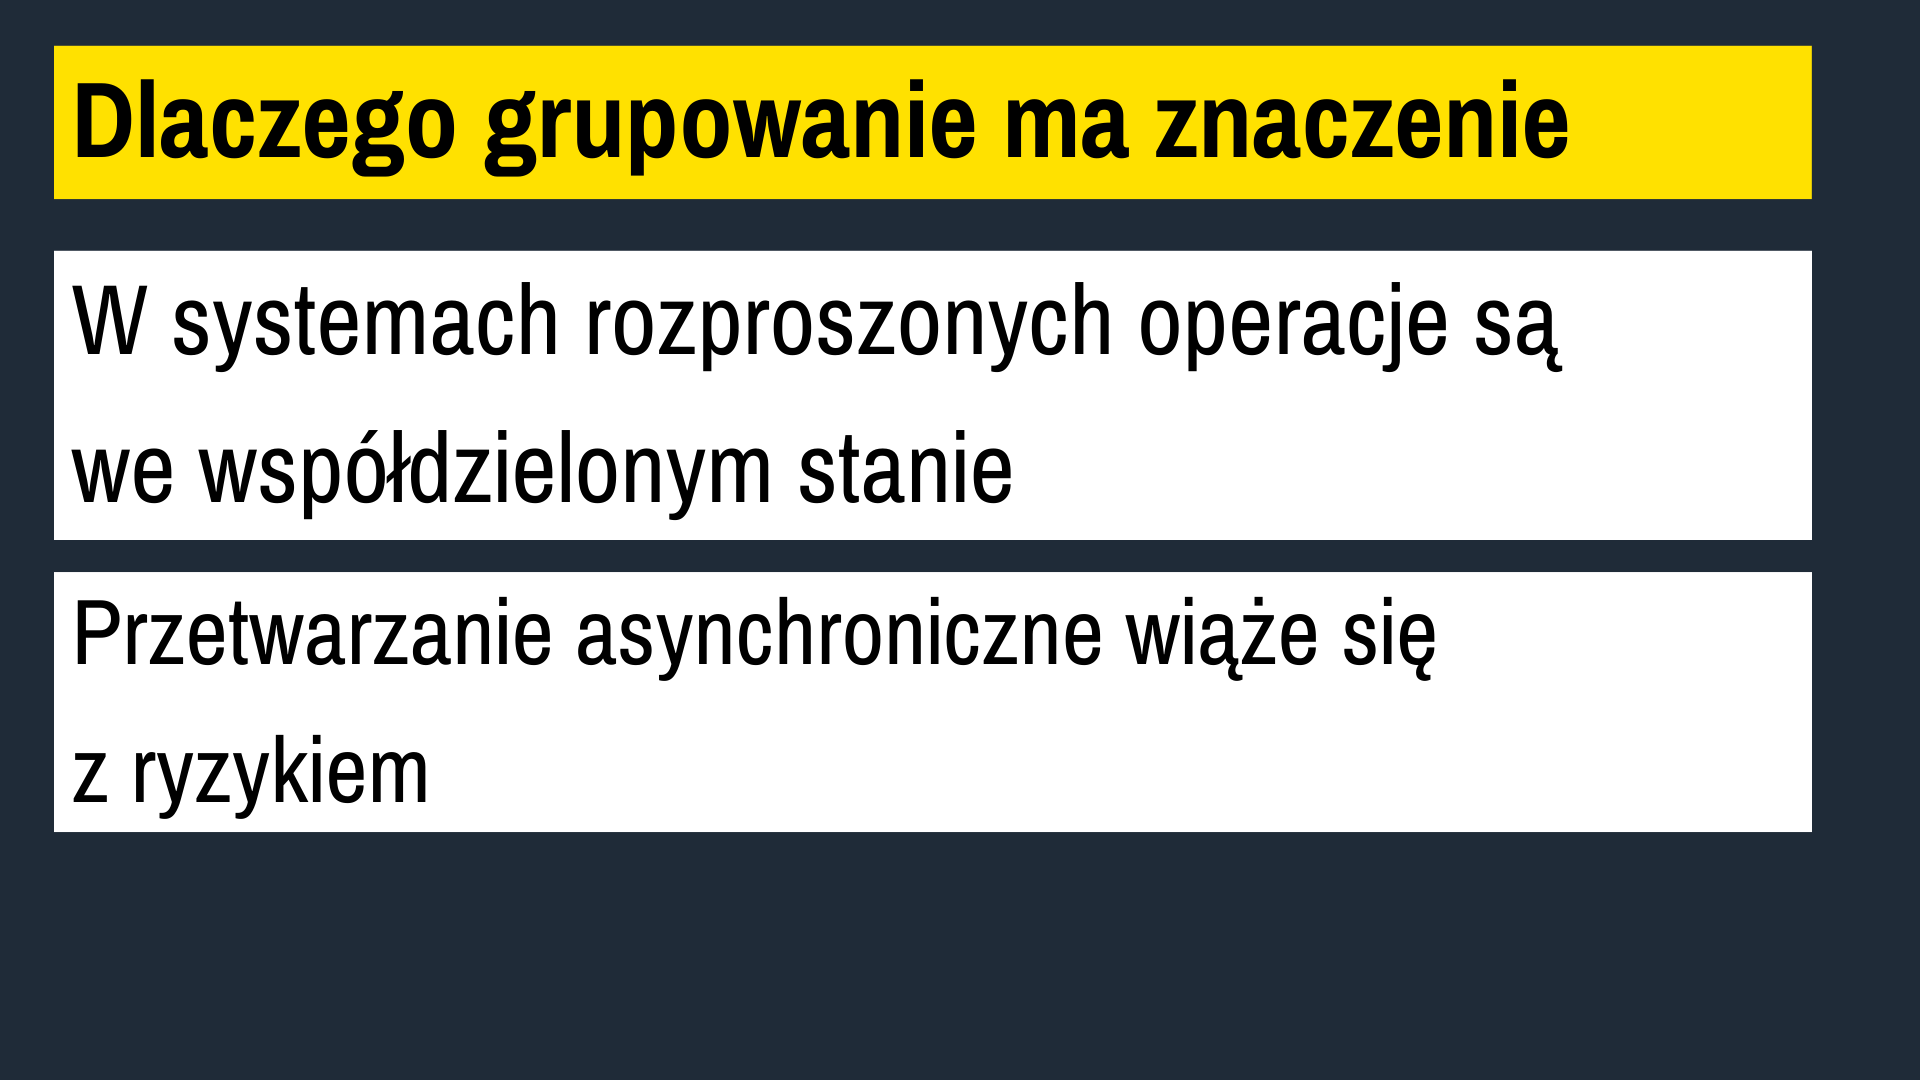 Dlaczego grupowanie ma znaczenie
W systemach rozproszonych operacje są
we współdzielonym stanie
Przetwarzanie asynchroniczne wiąże się
z ryzykiem